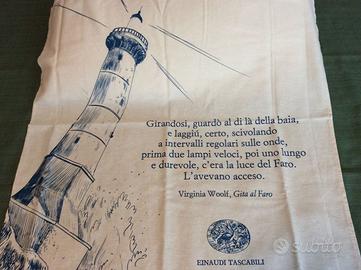 Girandosi, guardò al di là della baia,
e laggiú, certo, scivolando
a intervalli regolari sulle onde,
prima due lampi veloci, poi uno lungo
e durevole, c'era la luce del Faro.
L'avevano acceso.
Virginia Woolf, Gita al Faro
EINAUDI TASCABILI
subito